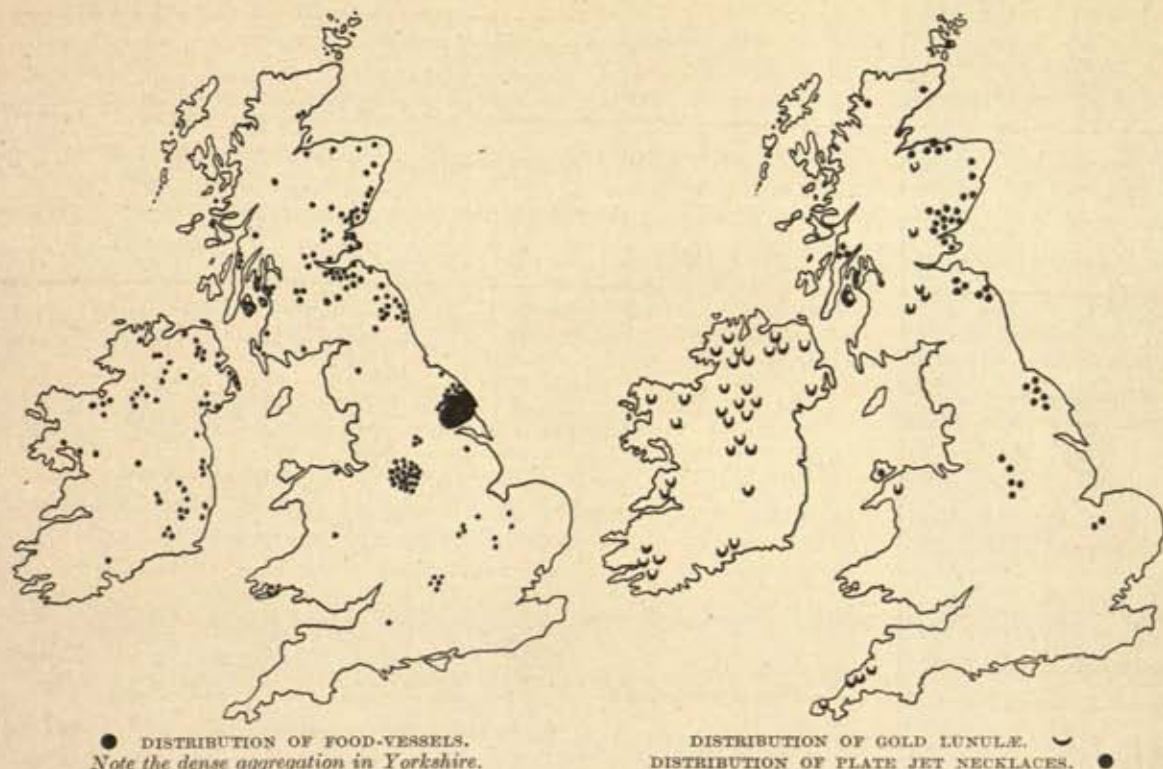 DISTRIBUTION OF FOOD-VESSELS.
Note the dense aggregation in Yorkshire.
DISTRIBUTION OF GOLD LUNULÆ.
DISTRIBUTION OF PLATE JET NECKLACES.